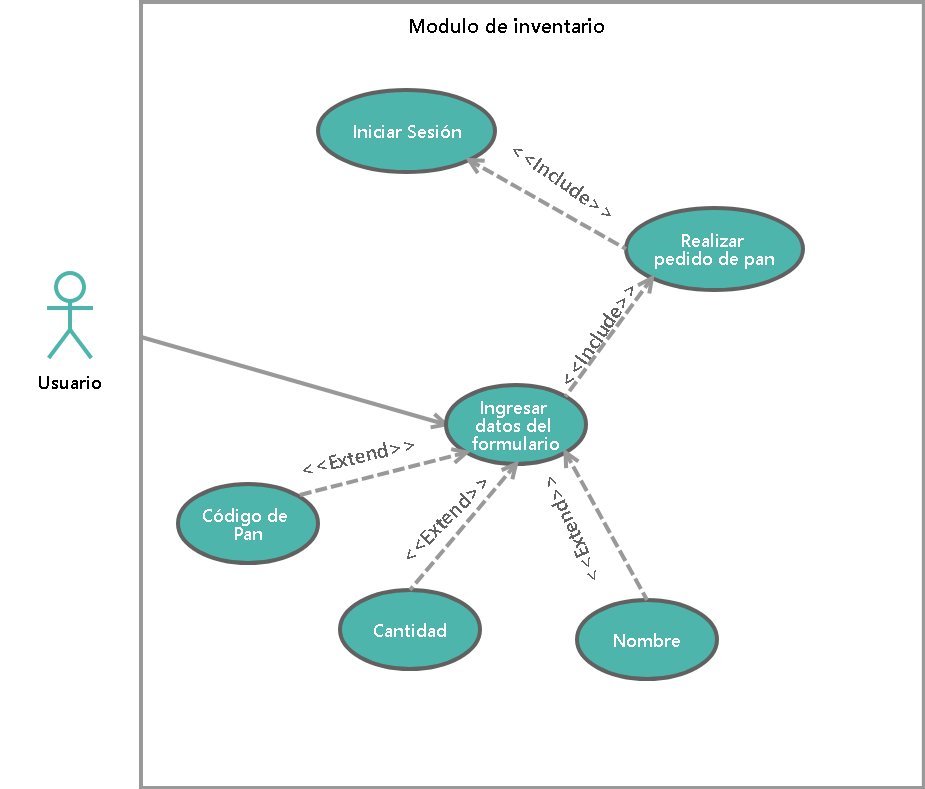 Modulo de inventario
Iniciar Sesión
<<Include>>
Realizar
pedido de pan
<<Include>>
Usuario
Ingresar
datos del
formulario
<<Extend>>
<<Extend>>
<<Extend>>
Código de
Pan
Cantidad
Nombre